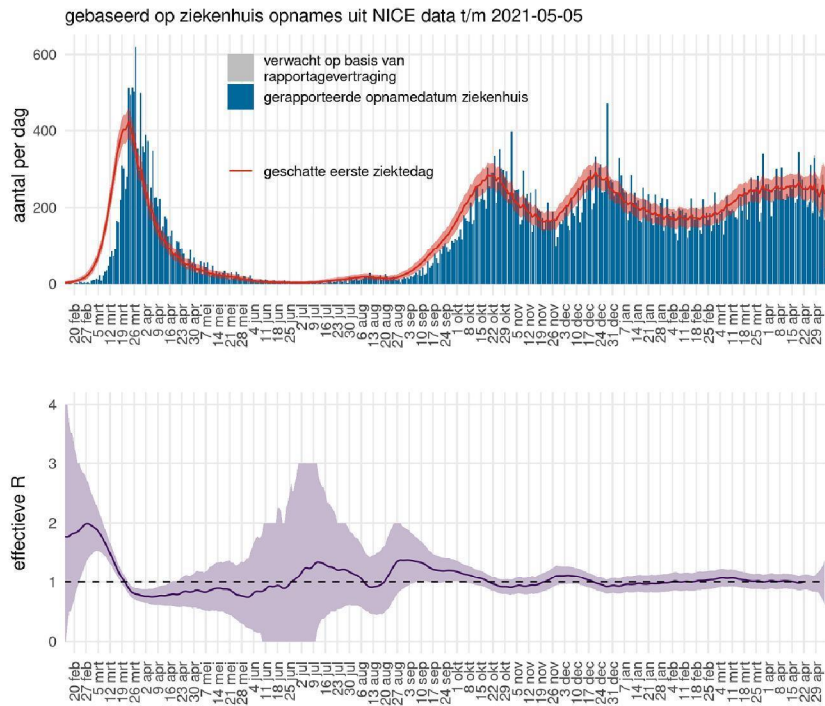 gebaseerd op ziekenhuis opnames uit NICE data t/m 2021-05-05
aantal per dag
600
400
200
0
verwacht op basis van
rapportagevertraging
gerapporteerde opnamedatum ziekenhuis
geschatte eerste ziektedag
20 feb
27 feb
5 mrt
12 mrt
19 mrt
26 mrt
2 apr
9 apr
16 apr
23 apr
30 apr
7 mei
14 mei
21 mei
28 mei
4 jun
11 jun
18 jun
25 jun
2 jul
9 jul
16 jul
23 jul
30 jul
6 aug
13 aug
20 aug
27 aug
3 sep
10 sep
17 sep
24 sep
1 okt
8 okt
15 okt
22 okt
29 okt
5 nov
12 nov
19 nov
26 nov
3 dec
10 dec
17 dec
24 dec
31 dec
7 jan
14 jan
21 jan
28 jan
4 feb
11 feb
18 feb
25 feb
4 mrt
11 mrt
18 mrt
25 mrt
1 apr
8 apr
15 apr
22 apr
29 apr
effectieve R
4
3
2
1
0
20 feb
27 feb
5 mrt
12 mrt
19 mrt
26 mrt
2 apr
9 apr
16 apr
23 apr
30 apr
7 mei
14 mei
21 mei
28 mei
4 jun
11 jun
18 jun
25 jun
2 jul
9 jul
16 jul
23 jul
30 jul
6 aug
13 aug
20 aug
27 aug
3 sep
10 sep
17 sep
24 sep
1 okt
8 okt
15 okt
22 okt
29 okt
5 nov
12 nov
19 nov
26 nov
3 dec
10 dec
17 dec
24 dec
31 dec
7 jan
14 jan
21 jan
28 jan
4 feb
11 feb
18 feb
25 feb
4 mrt
11 mrt
18 mrt
25 mrt
1 apr
8 apr
15 apr
22 apr
29 apr